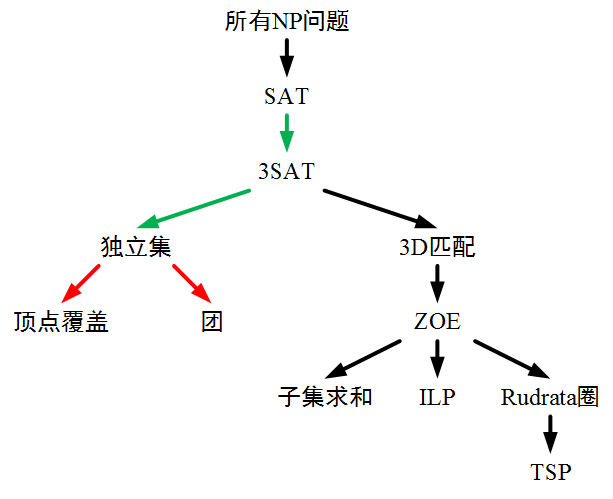 所有NP问题
SAT
3SAT
独立集
3D匹配
顶点覆盖
团
ZOE
子集求和
ILP
Rudrata圈
TSP